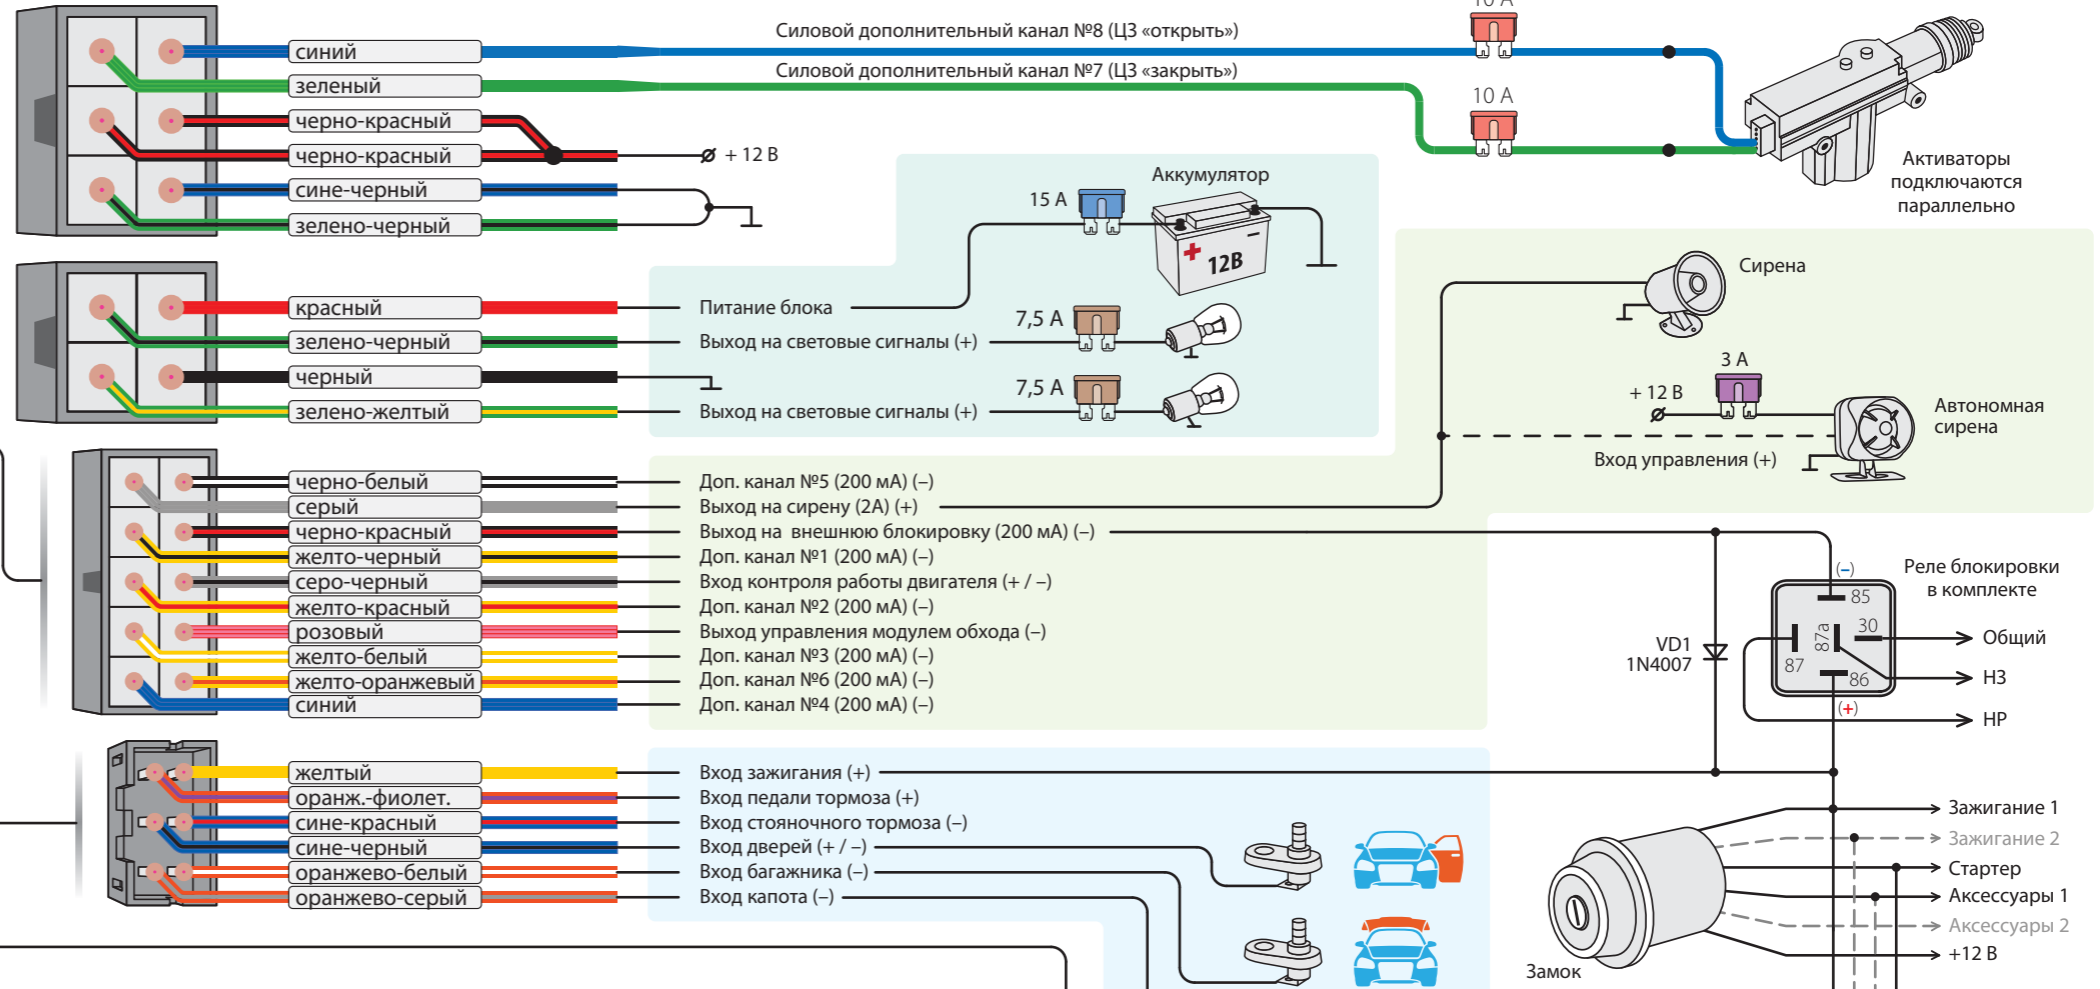 10 А
синий
Силовой дополнительный канал №8 (ЦЗ «открыть»)
зеленый
Силовой дополнительный канал №7 (ЦЗ «закрыть»)
10 А
черно-красный
черно-красный
+ 12 В
сине-черный
зелено-черный
Активаторы
подключаются
параллельно
Аккумулятор
15 А
12В
красный
Питание блока
7,5 А
зелено-черный
Выход на световые сигналы (+)
черный
7,5 А
зелено-желтый
Выход на световые сигналы (+)
Сирена
3 А
+ 12 В
Автономная
сирена
Вход управления (+)
черно-белый
Доп. канал №5 (200 мА) (–)
серый
Выход на сирену (2А) (+)
черно-красный
Выход на внешнюю блокировку (200 мА) (–)
желто-черный
Доп. канал №1 (200 мА) (–)
серо-черный
Вход контроля работы двигателя (+ / –)
желто-красный
Доп. канал №2 (200 мА) (–)
розовый
Выход управления модулем обхода (–)
желто-белый
Доп. канал №3 (200 мА) (–)
желто-оранжевый
Доп. канал №6 (200 мА) (–)
синий
Доп. канал №4 (200 мА) (–)
Реле блокировки
в комплекте
(–)
85
87а
30
87
86
(+)
Общий
НЗ
НР
VD1
1N4007
желтый
Вход зажигания (+)
оранж.-фиолет.
Вход педали тормоза (+)
сине-красный
Вход стояночного тормоза (–)
сине-черный
Вход дверей (+ / –)
оранжево-белый
Вход багажника (–)
оранжево-серый
Вход капота (–)
Зажигание 1
Зажигание 2
Стартер
Аксессуары 1
Аксессуары 2
+12 В
Замок